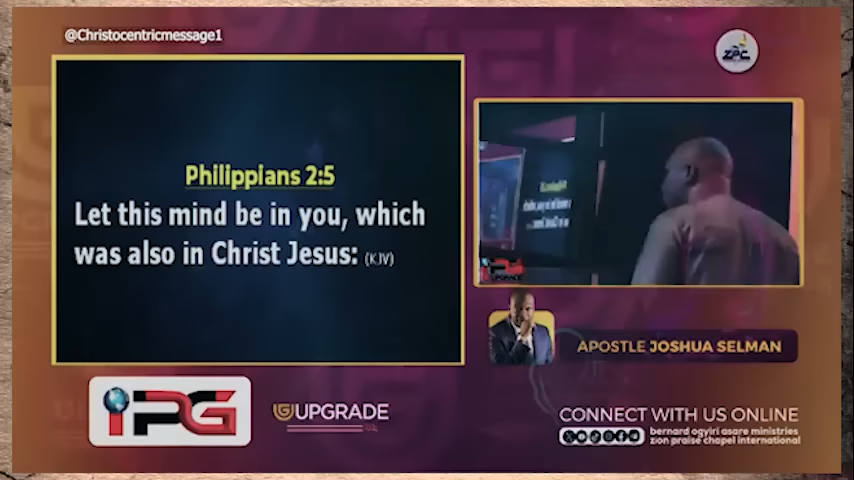 @Christocentricmessage1
ZPC
Philippians 2:5
Let this mind be in you, which
was also in Christ Jesus: (KJV)
UPGRADE
APOSTLE JOSHUA SELMAN
iPG
UPGRADE
CONNECT WITH US ONLINE
bernard ogyiri asare ministries
zion praise chapel international